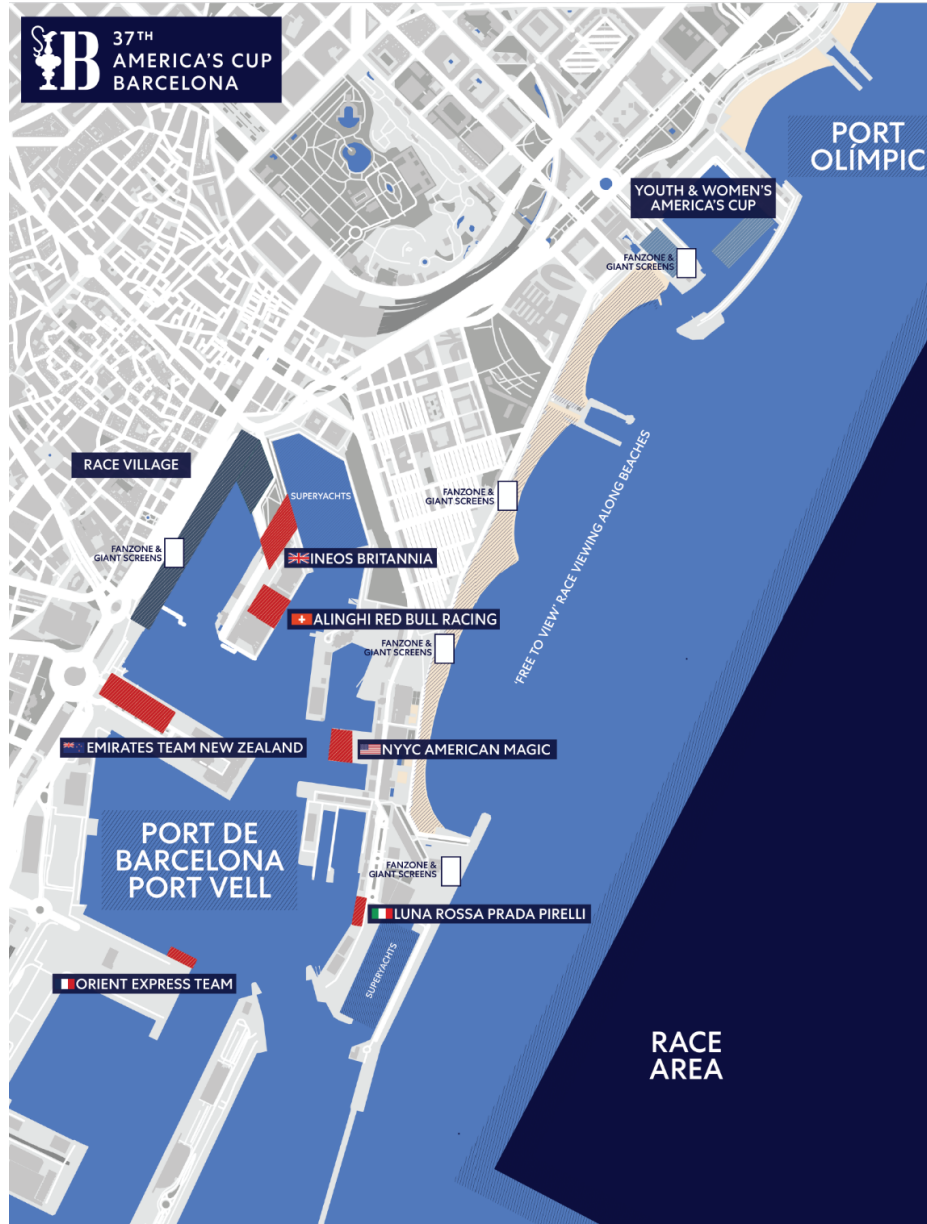 B
37TH
AMERICA'S CUP
BARCELONA
PORT
OLÍMPIC
YOUTH & WOMEN'S
AMERICA'S CUP
FANZONE &
GIANT SCREENS
RACE VILLAGE
FANZONE &
GIANT SCREENS
SUPERYACHTS
FANZONE &
GIANT SCREENS
INEOS BRITANNIA
ALINGHI RED BULL RACING
FANZONE &
GIANT SCREENS
'FREE TO VIEW' RACE VIEWING ALONG BEACHES
EMIRATES TEAM NEW ZEALAND
NYYC AMERICAN MAGIC
PORT DE
BARCELONA
PORT VELL
FANZONE &
GIANT SCREENS
LUNA ROSSA PRADA PIRELLI
ORIENT EXPRESS TEAM
SUPERYACHTS
RACE
AREA